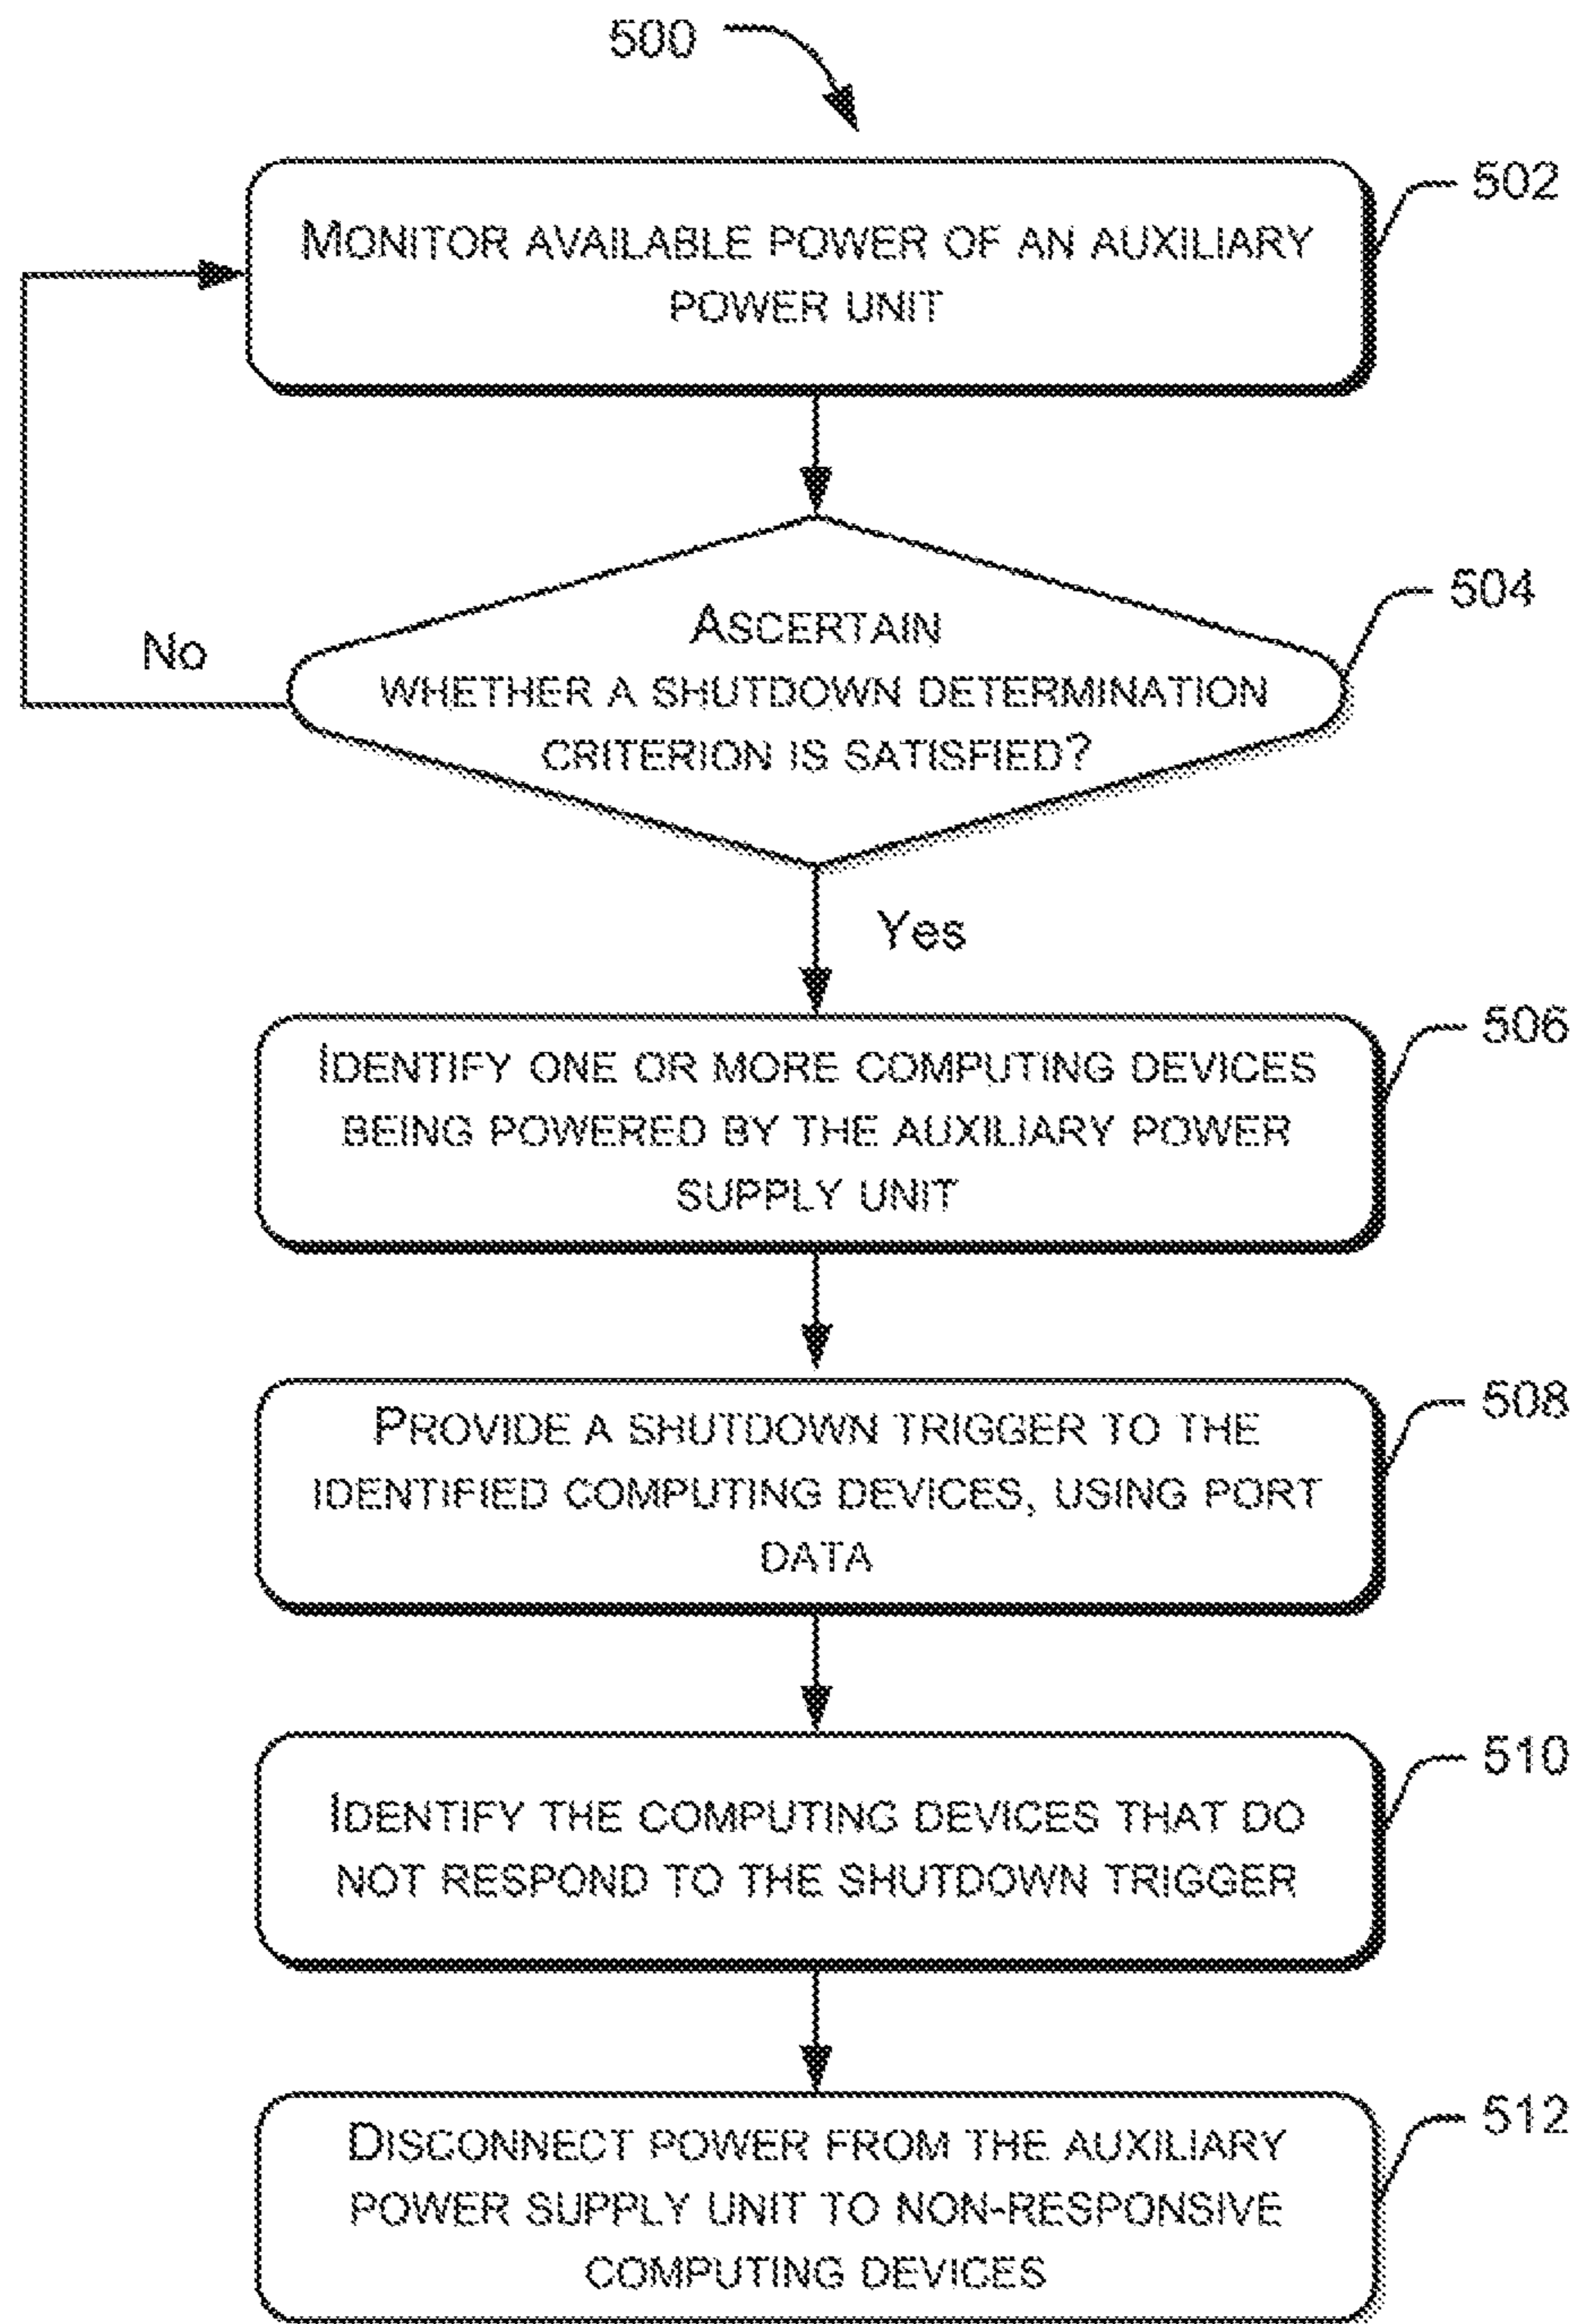 500
MONITOR AVAILABLE POWER OF AN AUXILIARY
POWER UNIT
502
ASCERTAIN
WHETHER A SHUTDOWN DETERMINATION
CRITERION IS SATISFIED?
504
No
Yes
IDENTIFY ONE OR MORE COMPUTING DEVICES
BEING POWERED BY THE AUXILIARY POWER
SUPPLY UNIT
506
PROVIDE A SHUTDOWN TRIGGER TO THE
IDENTIFIED COMPUTING DEVICES, USING PORT
DATA
508
IDENTIFY THE COMPUTING DEVICES THAT DO
NOT RESPOND TO THE SHUTDOWN TRIGGER
510
DISCONNECT POWER FROM THE AUXILIARY
POWER SUPPLY UNIT TO NON-RESPONSIVE
COMPUTING DEVICES
512